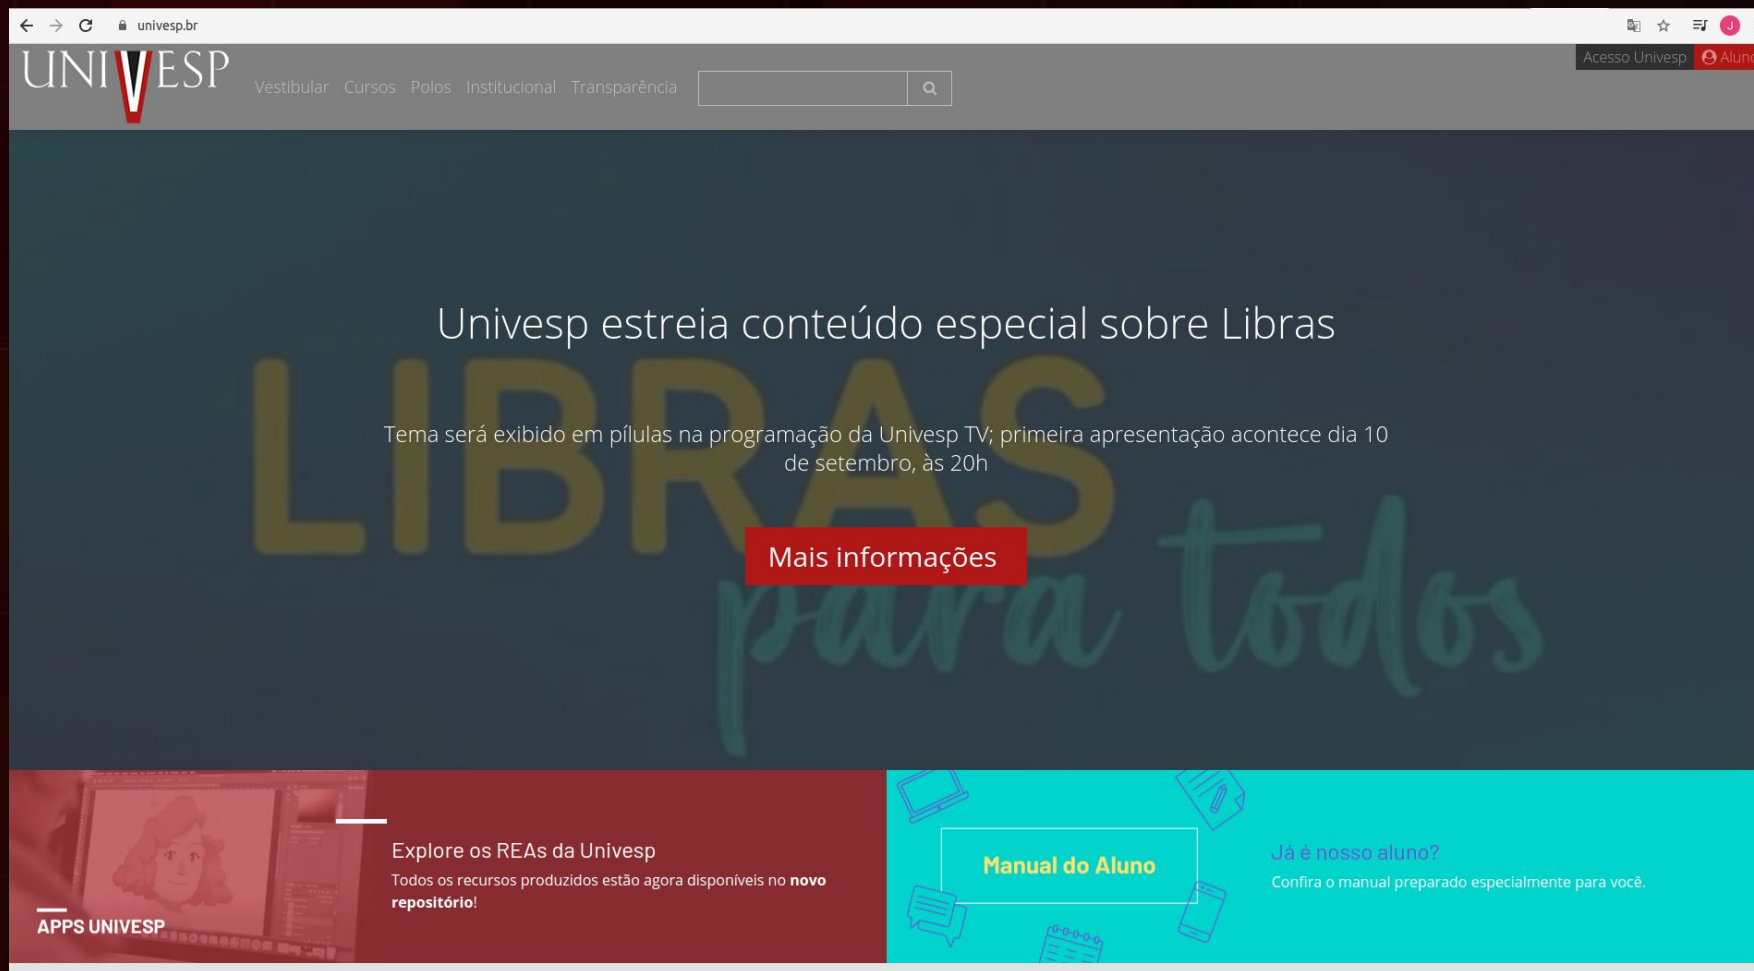 univesp.br
J
UNIVESP
Vestibular Cursos Polos Institucional Transparência
Acesso Univesp
Aluno
Univesp estreia conteúdo especial sobre Libras
LIBRAS
Tema será exibido em pílulas na programação da Univesp TV; primeira apresentação acontece dia 10
de setembro, às 20h
Mais informações
para todos
APPS UNIVESP
Explore os REAs da Univesp
Todos os recursos produzidos estão agora disponíveis no novo
repositório!
Manual do Aluno
Já é nosso aluno?
Confira o manual preparado especialmente para você.